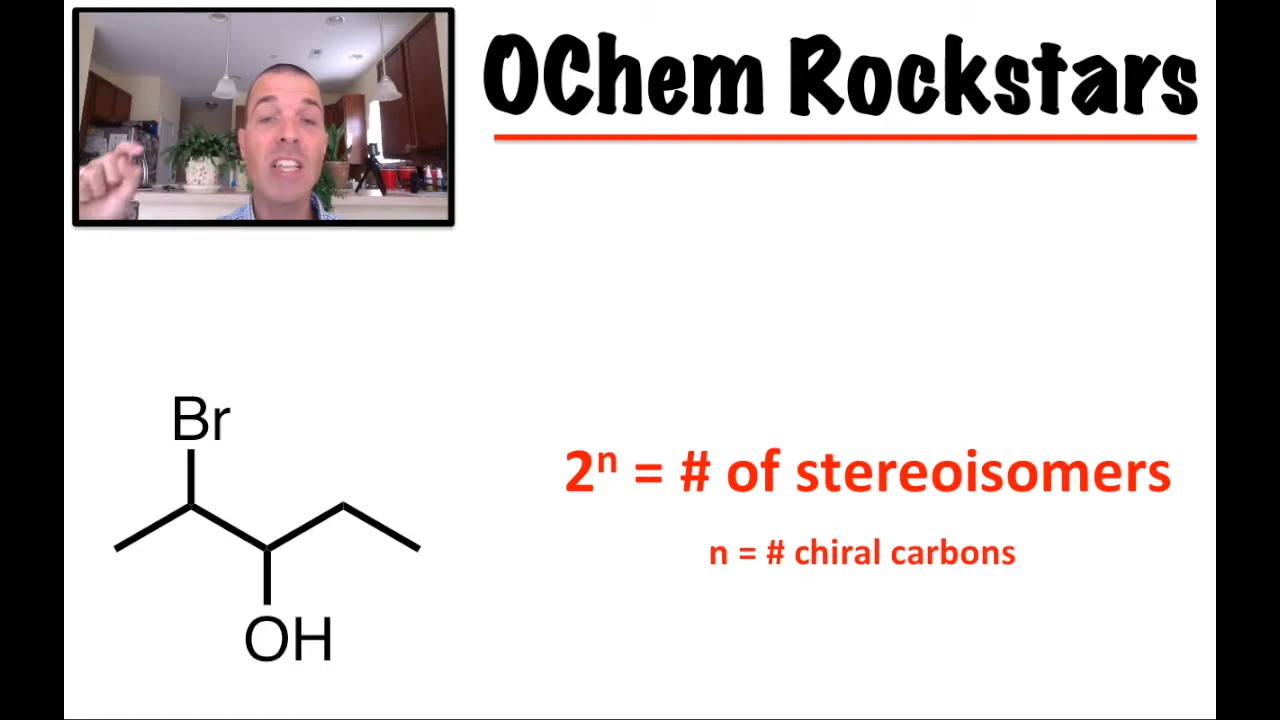 OChem Rockstars
Br
2ⁿ = # of stereoisomers
n = # chiral carbons
OH